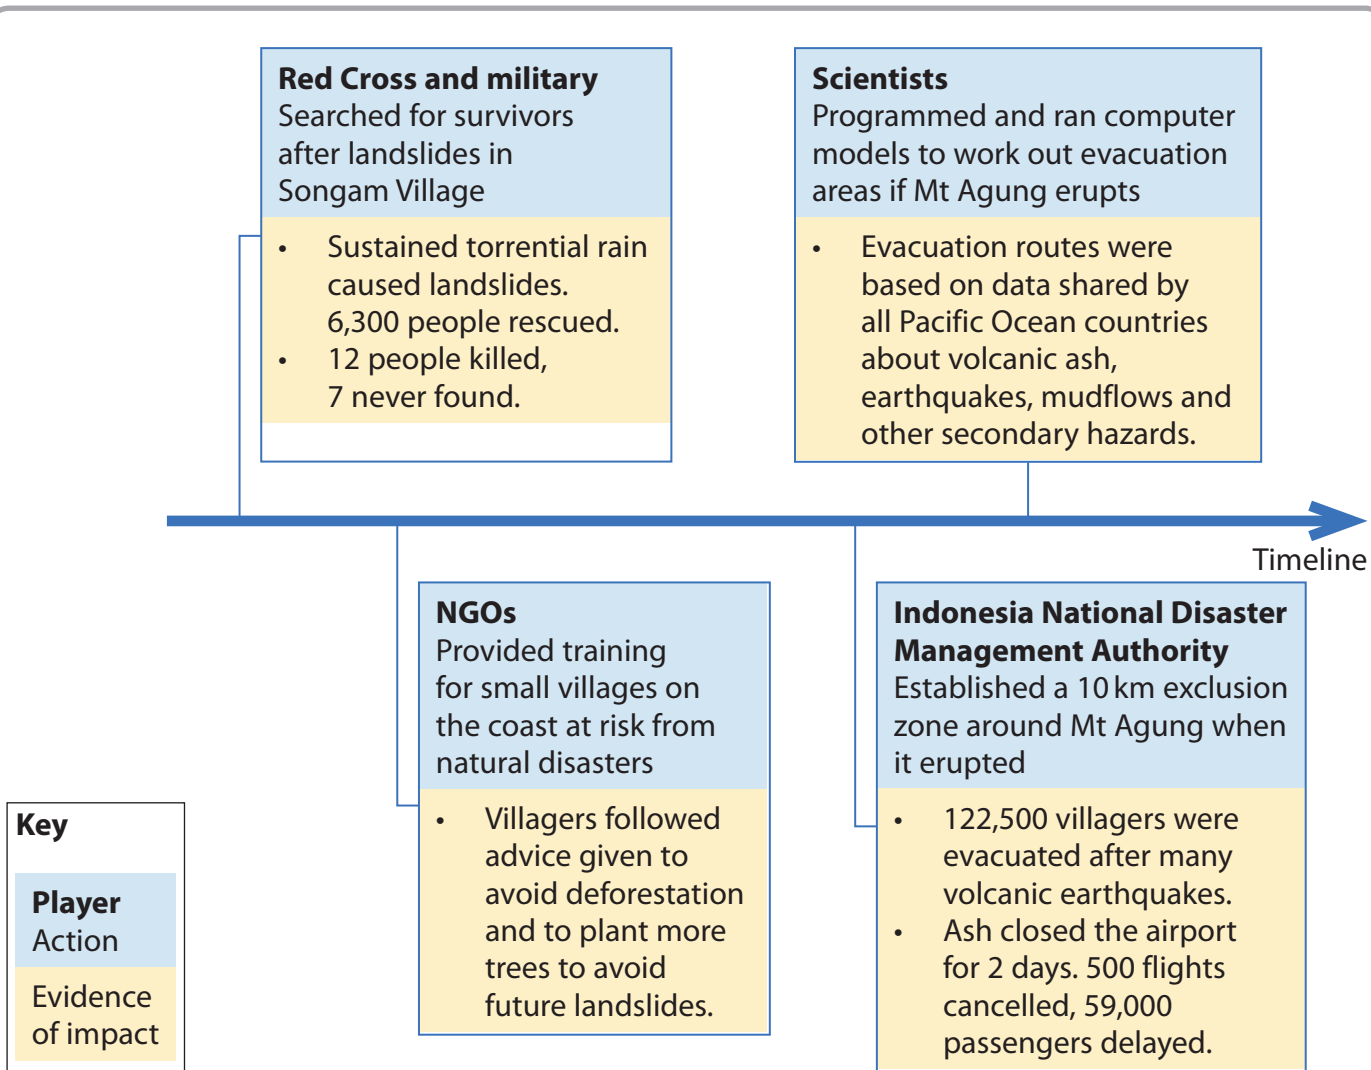 Red Cross and military
Searched for survivors
after landslides in
Songam Village
• Sustained torrential rain
caused landslides.
6,300 people rescued.
• 12 people killed,
7 never found.
Scientists
Programmed and ran computer
models to work out evacuation
areas if Mt Agung erupts
• Evacuation routes were
based on data shared by
all Pacific Ocean countries
about volcanic ash,
earthquakes, mudflows and
other secondary hazards.
Timeline
NGOs
Provided training
for small villages on
the coast at risk from
natural disasters
• Villagers followed
advice given to
avoid deforestation
and to plant more
trees to avoid
future landslides.
Indonesia National Disaster
Management Authority
Established a 10 km exclusion
zone around Mt Agung when
it erupted
• 122,500 villagers were
evacuated after many
volcanic earthquakes.
• Ash closed the airport
for 2 days. 500 flights
cancelled, 59,000
passengers delayed.
Key
Player
Action
Evidence
of impact